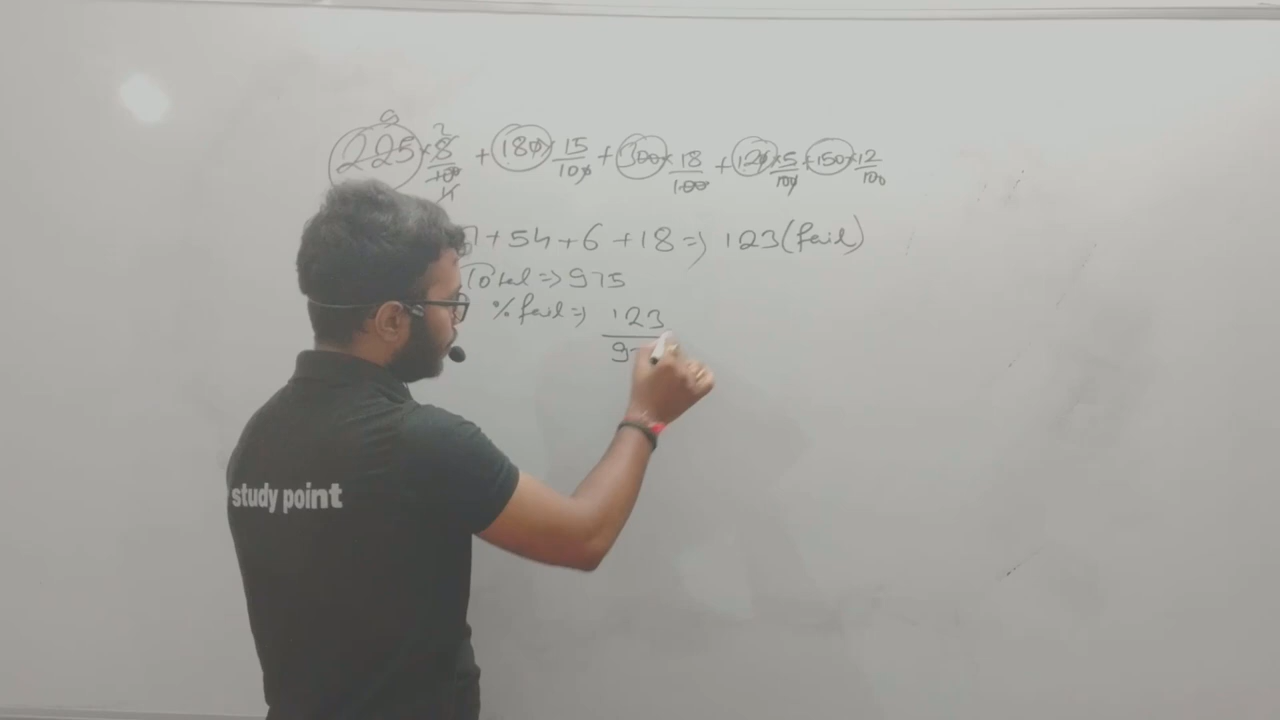 225 × 8/100 + 180 × 15/100 + 300 × 18/100 + 120 × 5/100 + 150 × 12/100
+ 54 + 6 + 18 => 123 (fail)
Total => 975
% fail => 123/9
study point